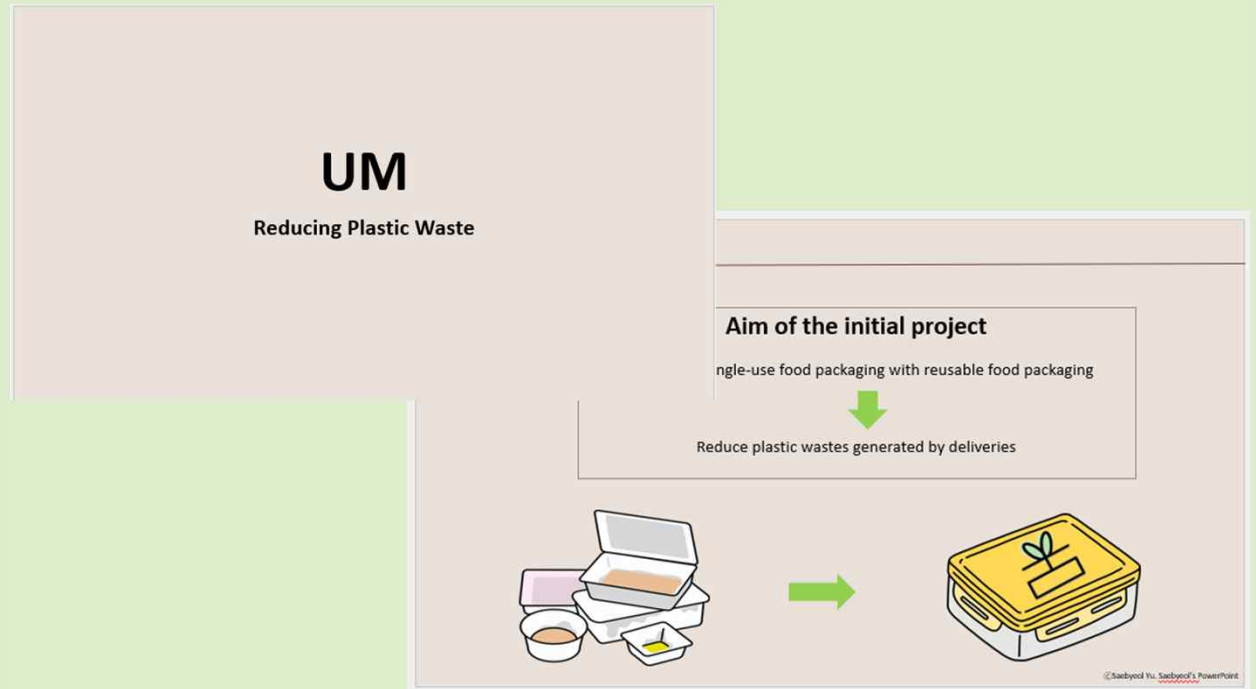 UM
Reducing Plastic Waste
Aim of the initial project
ngle-use food packaging with reusable food packaging
Reduce plastic wastes generated by deliveries
ⓒSaebyeol Yu. Saebyeol's PowerPoint